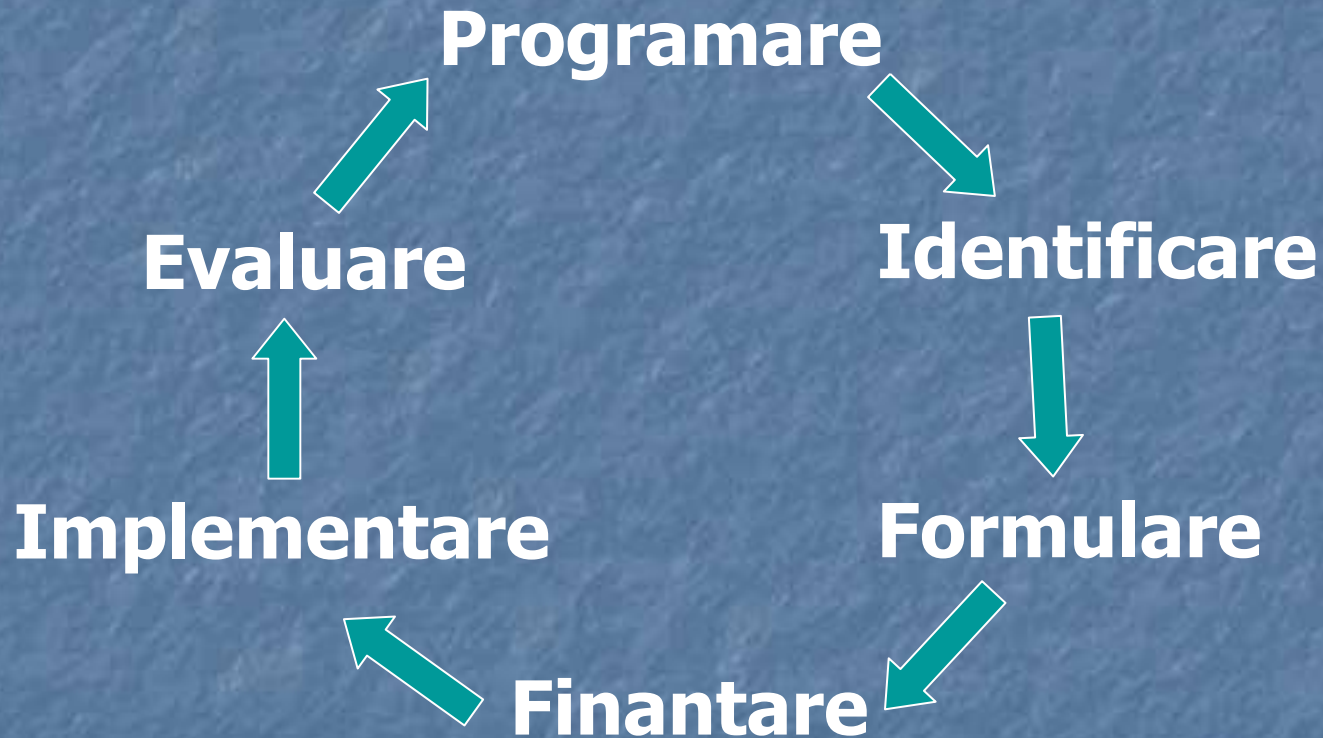 Programare
Identificare
Formulare
Finantare
Implementare
Evaluare